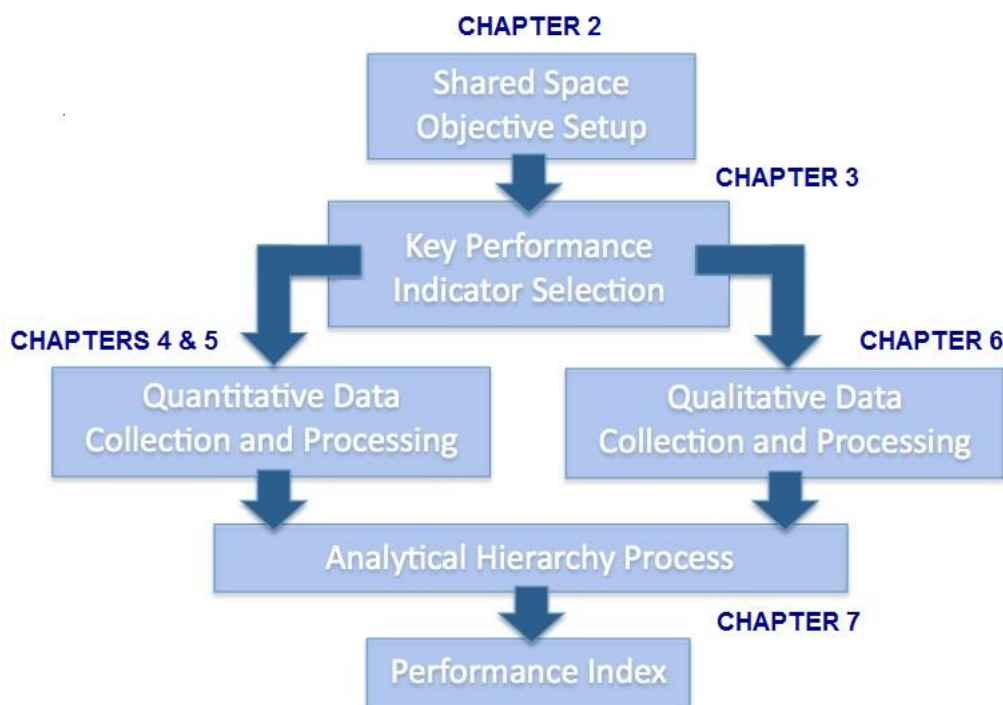 CHAPTER 2
Shared Space
Objective Setup
CHAPTER 3
Key Performance
Indicator Selection
CHAPTERS 4 & 5
CHAPTER 6
Quantitative Data
Collection and Processing
Qualitative Data
Collection and Processing
Analytical Hierarchy Process
CHAPTER 7
Performance Index